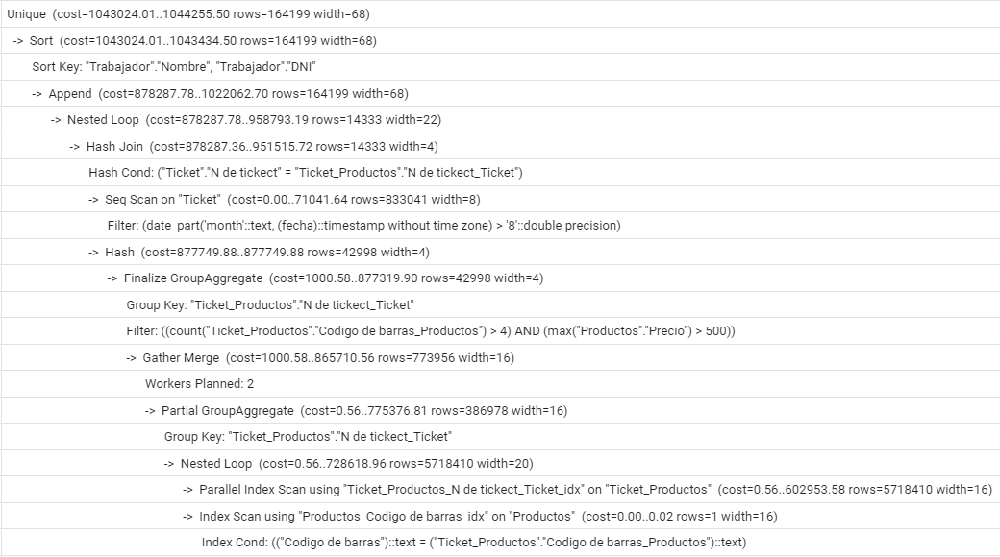 Unique (cost=1043024.01..1044255.50 rows=164199 width=68)
-> Sort (cost=1043024.01..1043434.50 rows=164199 width=68)
Sort Key: "Trabajador"."Nombre", "Trabajador"."DNI"
-> Append (cost=878287.78..1022062.70 rows=164199 width=68)
-> Nested Loop (cost=878287.78..958793.19 rows=14333 width=22)
-> Hash Join (cost=878287.36..951515.72 rows=14333 width=4)
Hash Cond: ("Ticket"."N de tickect" = "Ticket_Productos"."N de tickect_Ticket")
-> Seq Scan on "Ticket" (cost=0.00..71041.64 rows=833041 width=8)
Filter: (date_part('month'::text, (fecha)::timestamp without time zone) > '8'::double precision)
-> Hash (cost=877749.88..877749.88 rows=42998 width=4)
-> Finalize GroupAggregate (cost=1000.58..877319.90 rows=42998 width=4)
Group Key: "Ticket_Productos"."N de tickect_Ticket"
Filter: ((count("Ticket_Productos"."Codigo de barras_Productos") > 4) AND (max("Productos"."Precio") > 500))
-> Gather Merge (cost=1000.58..865710.56 rows=773956 width=16)
Workers Planned: 2
-> Partial GroupAggregate (cost=0.56..775376.81 rows=386978 width=16)
Group Key: "Ticket_Productos"."N de tickect_Ticket"
-> Nested Loop (cost=0.56..728618.96 rows=5718410 width=20)
-> Parallel Index Scan using "Ticket_Productos_N de tickect_Ticket_idx" on "Ticket_Productos" (cost=0.56..602953.58 rows=5718410 width=16)
-> Index Scan using "Productos_Codigo de barras_idx" on "Productos" (cost=0.00..0.02 rows=1 width=16)
Index Cond: (("Codigo de barras")::text = ("Ticket_Productos"."Codigo de barras_Productos")::text)